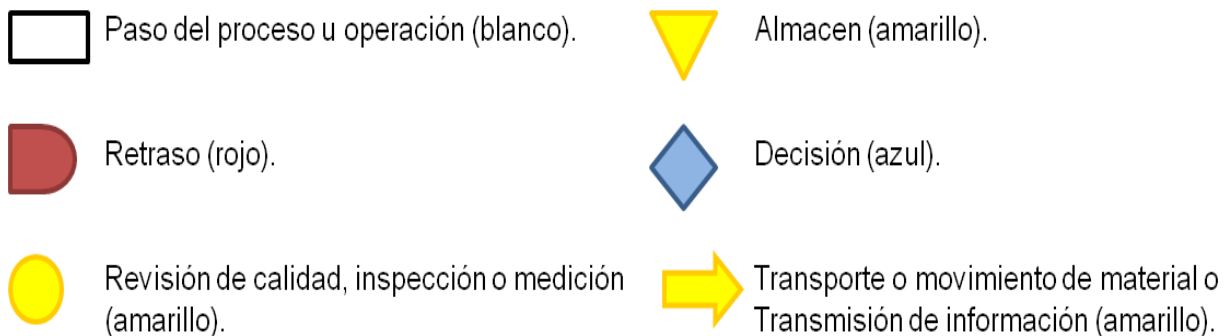 Paso del proceso u operación (blanco).
Almacen (amarillo).
Retraso (rojo).
Decisión (azul).
Revisión de calidad, inspección o medición
(amarillo).
Transporte o movimiento de material o
Transmisión de información (amarillo).